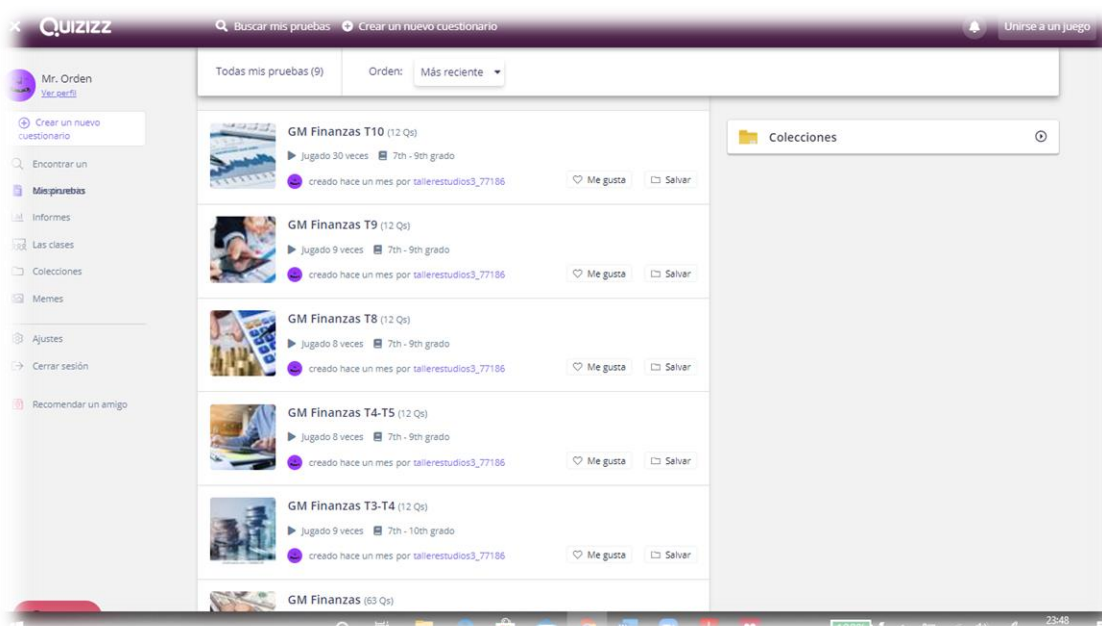 QUIZIZZ
Buscar mis pruebas Crear un nuevo cuestionario
Unirse a un juego
Mr. Orden
Ver perfil
Crear un nuevo
cuestionario
Encontrar un
Mis pruebas
Informes
Las clases
Colecciones
Memes
Ajustes
Cerrar sesión
Recomendar un amigo
Todas mis pruebas (9)
Orden: Más reciente
GM Finanzas T10 (12 Qs)
Jugado 30 veces 7th - 9th grado
creado hace un mes por tallerestudios3_77186
Me gusta Salvar
GM Finanzas T9 (12 Qs)
Jugado 9 veces 7th - 9th grado
creado hace un mes por tallerestudios3_77186
Me gusta Salvar
GM Finanzas T8 (12 Qs)
Jugado 8 veces 7th - 9th grado
creado hace un mes por tallerestudios3_77186
Me gusta Salvar
GM Finanzas T4-T5 (12 Qs)
Jugado 8 veces 7th - 9th grado
creado hace un mes por tallerestudios3_77186
Me gusta Salvar
GM Finanzas T3-T4 (12 Qs)
Jugado 9 veces 7th - 10th grado
creado hace un mes por tallerestudios3_77186
Me gusta Salvar
GM Finanzas (63 Qs)
Colecciones
23:48